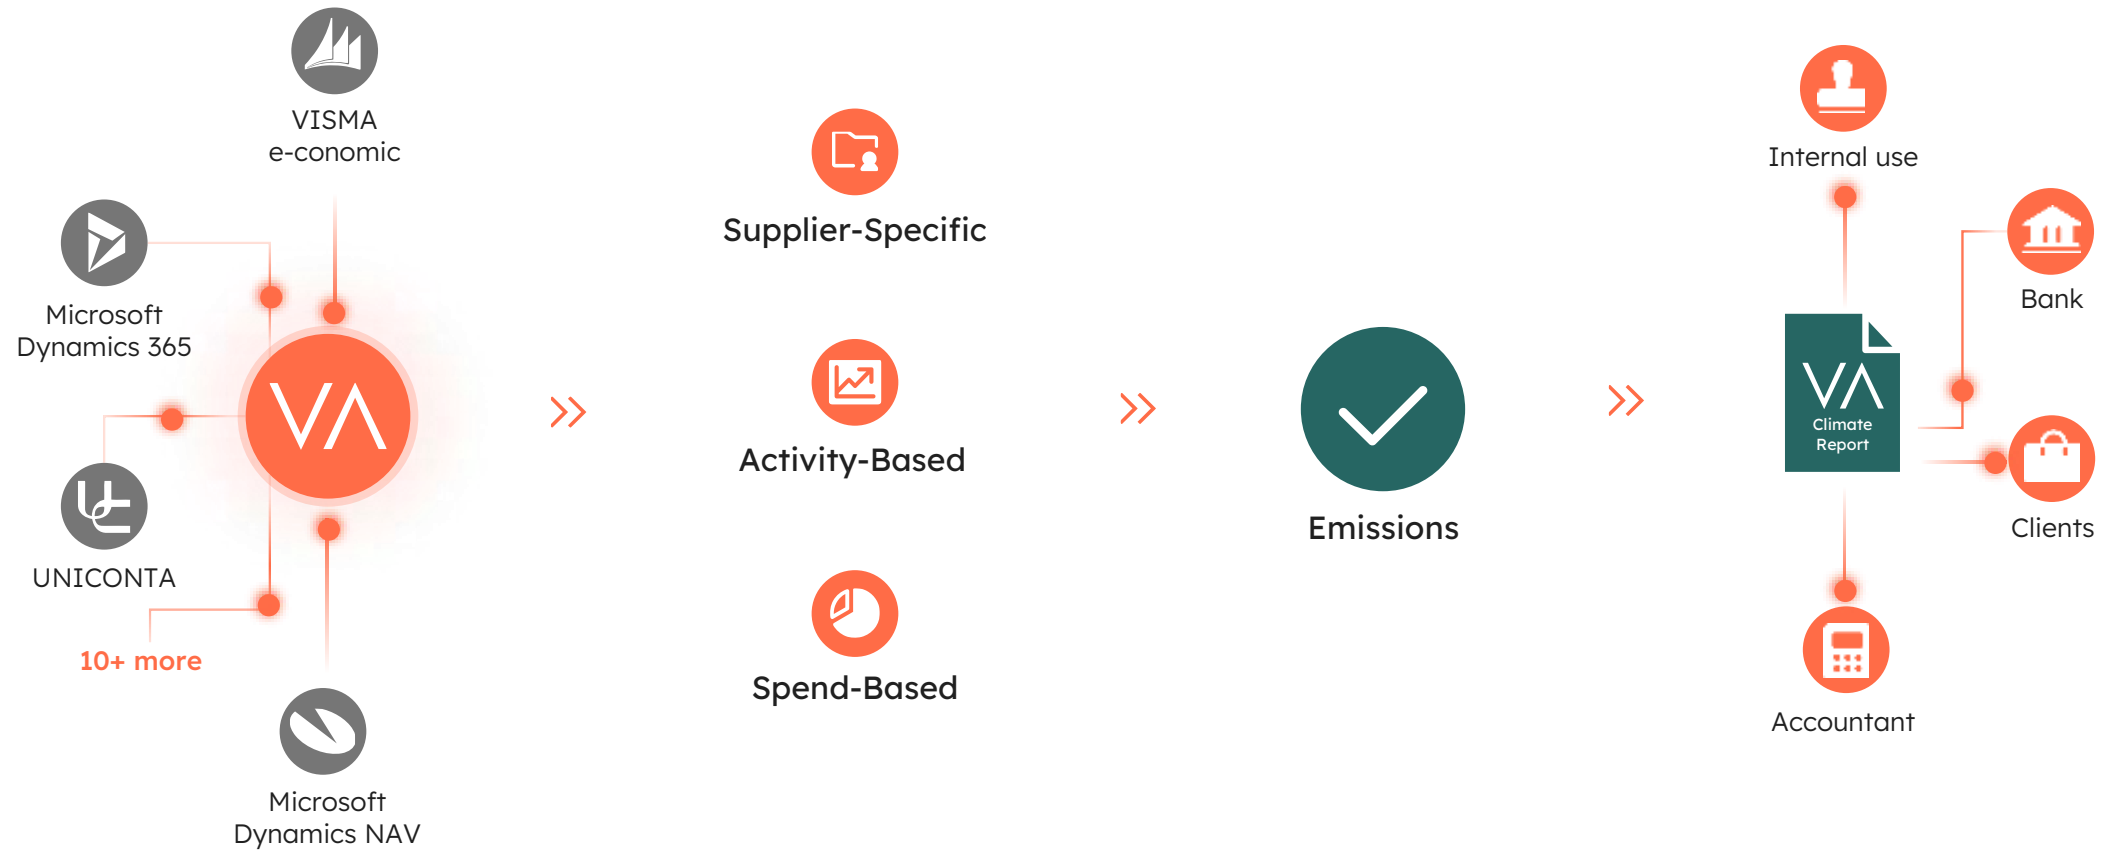 VISMA
e-conomic
Microsoft
Dynamics 365
UNICONTA
10+ more
Microsoft
Dynamics NAV
VA
Supplier-Specific
Activity-Based
Spend-Based
Emissions
Internal use
Bank
VA
Climate
Report
Clients
Accountant